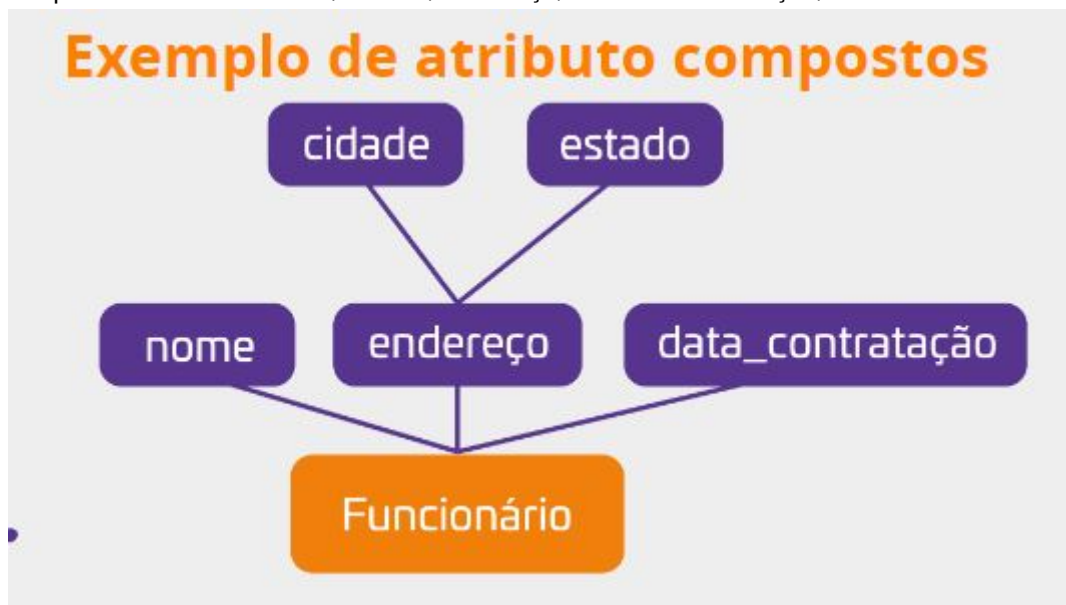 Exemplo de atributo compostos
cidade estado
nome endereço data_contratação
Funcionário